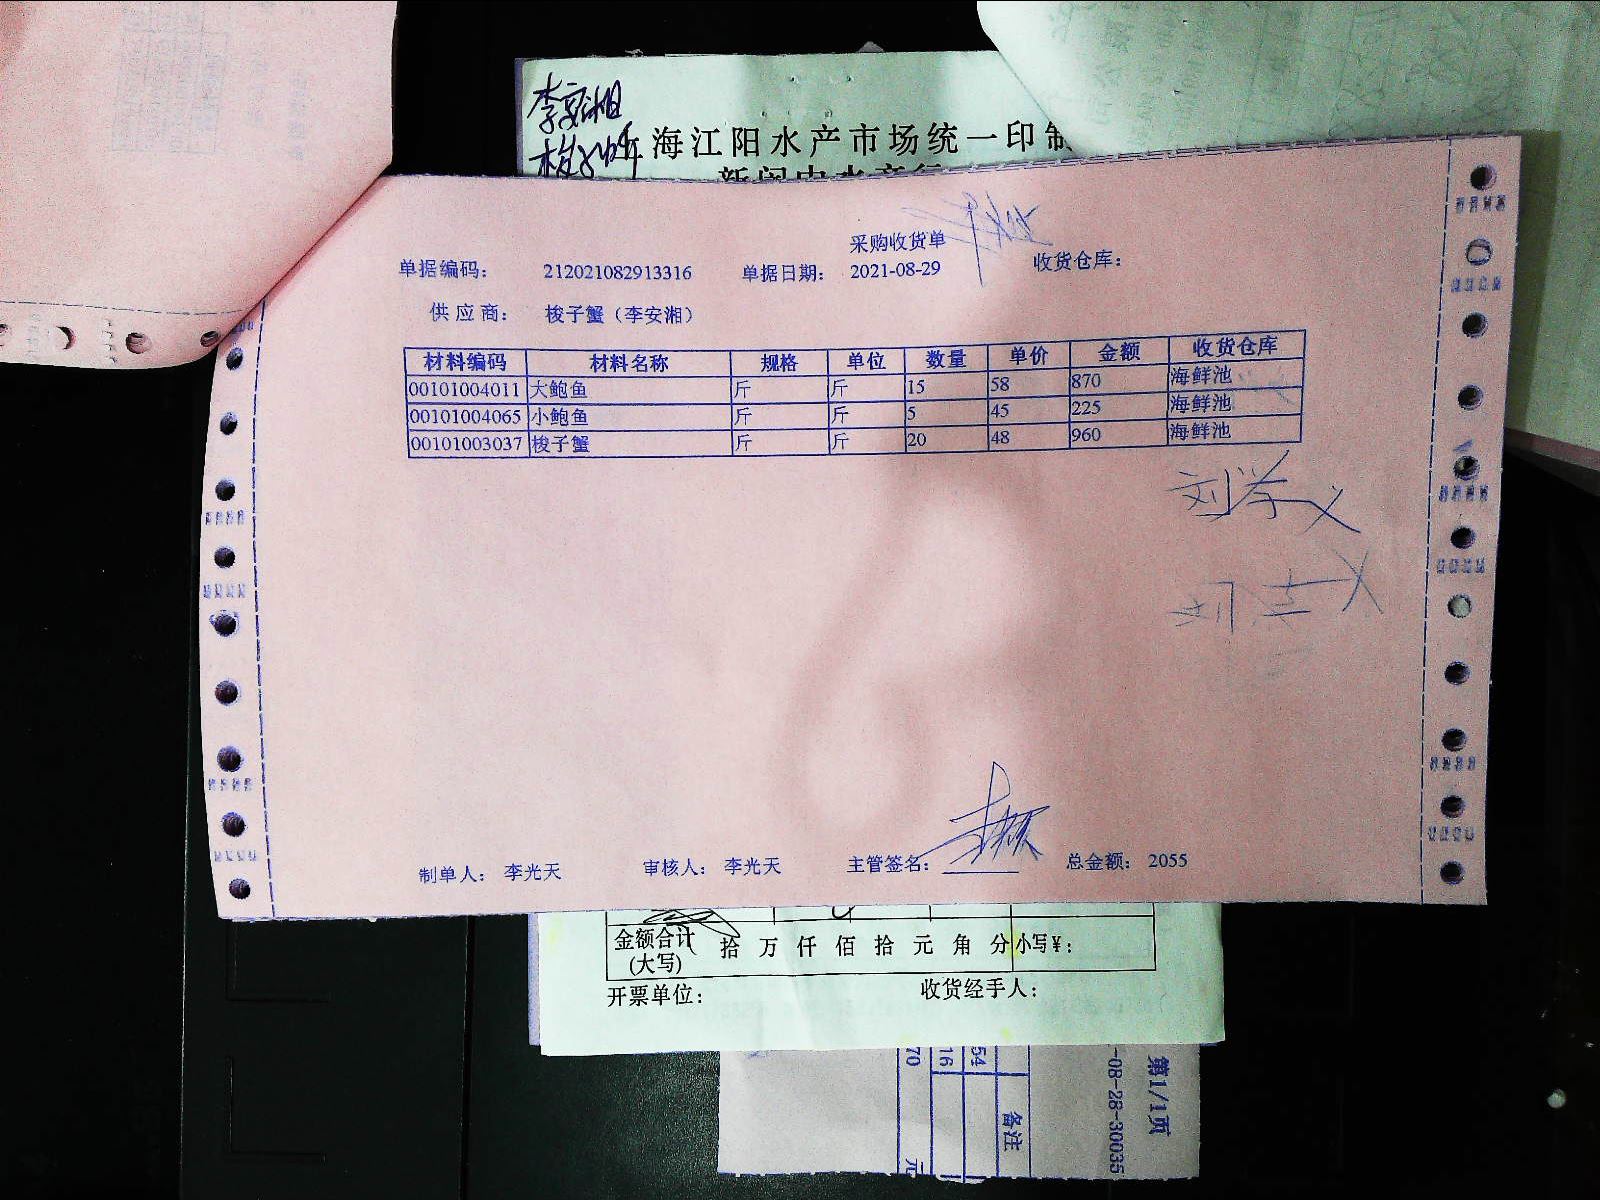 李安湘
海江阳水产市场统一印制
采购收货单
单据编码： 212021082913316 单据日期： 2021-08-29 收货仓库：
供应商： 梭子蟹（李安湘）
材料编码 材料名称 规格 单位 数量 单价 金额 收货仓库
00101004011 大鲍鱼 斤 斤 15 58 870 海鲜池
00101004065 小鲍鱼 斤 斤 5 45 225 海鲜池
00101003037 梭子蟹 斤 斤 20 48 960 海鲜池
制单人： 李光天 审核人： 李光天 主管签名： 总金额： 2055
金额合计 拾 万 仟 佰 拾 元 角 分 小写¥：
(大写)
开票单位： 收货经手人：
第1/1页
-08-28-30035
备注
54
16
70
元